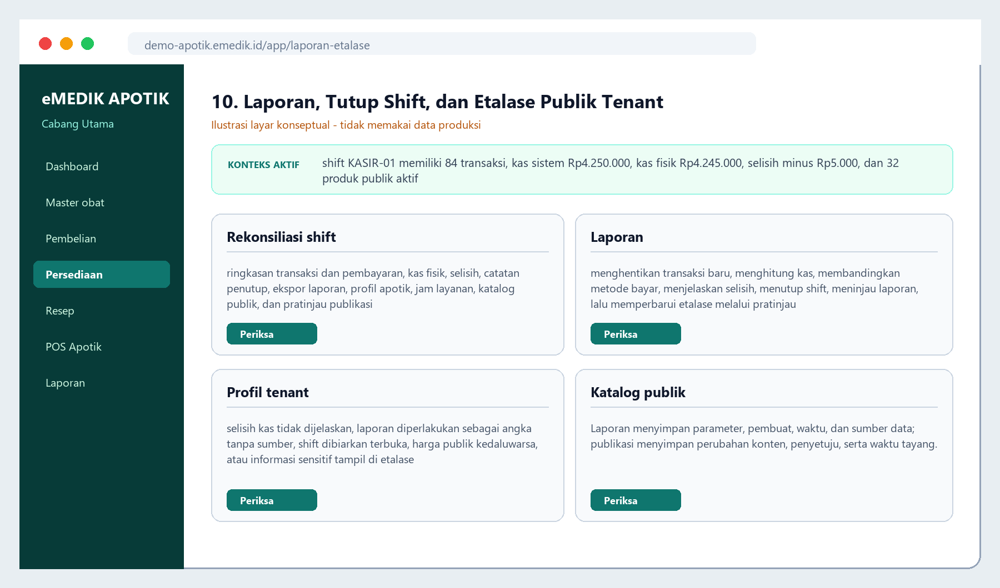 demo-apotik.emedik.id/app/laporan-etalase
eMEDIK APOTIK
Cabang Utama
Dashboard
Master obat
Pembelian
Persediaan
Resep
POS Apotik
Laporan
10. Laporan, Tutup Shift, dan Etalase Publik Tenant
Ilustrasi layar konseptual - tidak memakai data produksi
KONTEKS AKTIF
shift KASIR-01 memiliki 84 transaksi, kas sistem Rp4.250.000, kas fisik Rp4.245.000, selisih minus Rp5.000, dan 32
produk publik aktif
Rekonsiliasi shift
ringkasan transaksi dan pembayaran, kas fisik, selisih, catatan
penutup, ekspor laporan, profil apotik, jam layanan, katalog
publik, dan pratinjau publikasi
Periksa
Laporan
menghentikan transaksi baru, menghitung kas, membandingkan
metode bayar, menjelaskan selisih, menutup shift, meninjau laporan,
lalu memperbarui etalase melalui pratinjau
Periksa
Profil tenant
selisih kas tidak dijelaskan, laporan diperlakukan sebagai angka
tanpa sumber, shift dibiarkan terbuka, harga publik kedaluwarsa,
atau informasi sensitif tampil di etalase
Periksa
Katalog publik
Laporan menyimpan parameter, pembuat, waktu, dan sumber data;
publikasi menyimpan perubahan konten, penyetuju, serta waktu tayang.
Periksa